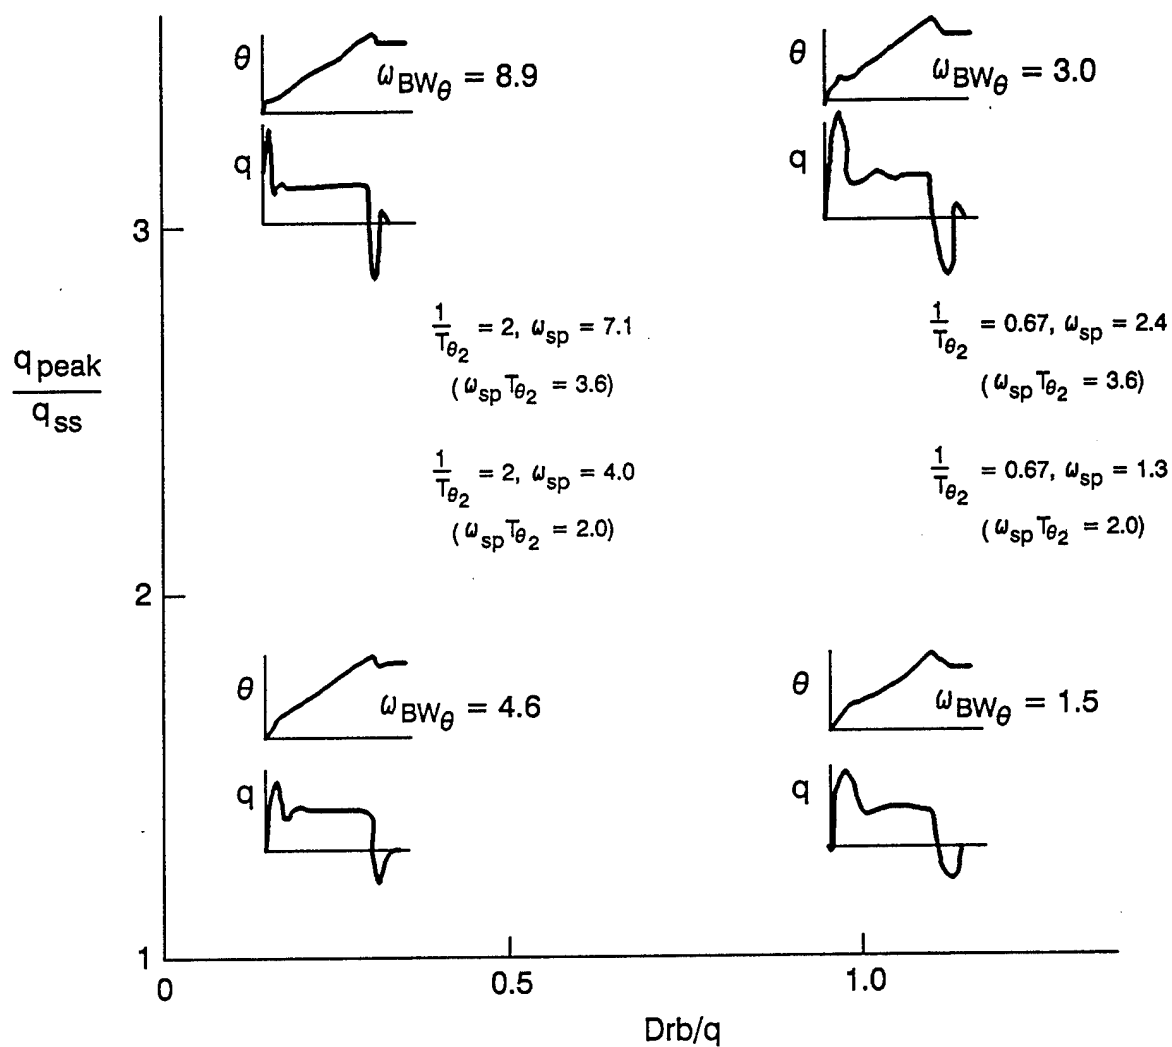 θ
ω_BWθ = 8.9
q
θ
ω_BWθ = 3.0
q
3
1/T_θ2 = 2, ω_sp = 7.1
(ω_sp T_θ2 = 3.6)
1/T_θ2 = 0.67, ω_sp = 2.4
(ω_sp T_θ2 = 3.6)
q peak
q ss
1/T_θ2 = 2, ω_sp = 4.0
(ω_sp T_θ2 = 2.0)
1/T_θ2 = 0.67, ω_sp = 1.3
(ω_sp T_θ2 = 2.0)
2
θ
ω_BWθ = 4.6
q
θ
ω_BWθ = 1.5
q
1
0
0.5
1.0
Drb/q